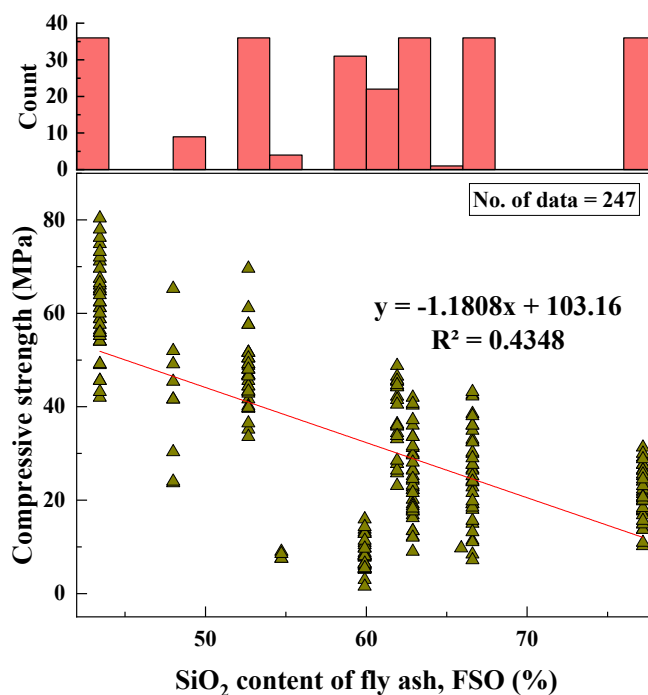 40
30
20
10
0
Count
No. of data = 247
80
60
40
20
0
Compressive strength (MPa)
y = -1.1808x + 103.16
R² = 0.4348
50 60 70
SiO₂ content of fly ash, FSO (%)